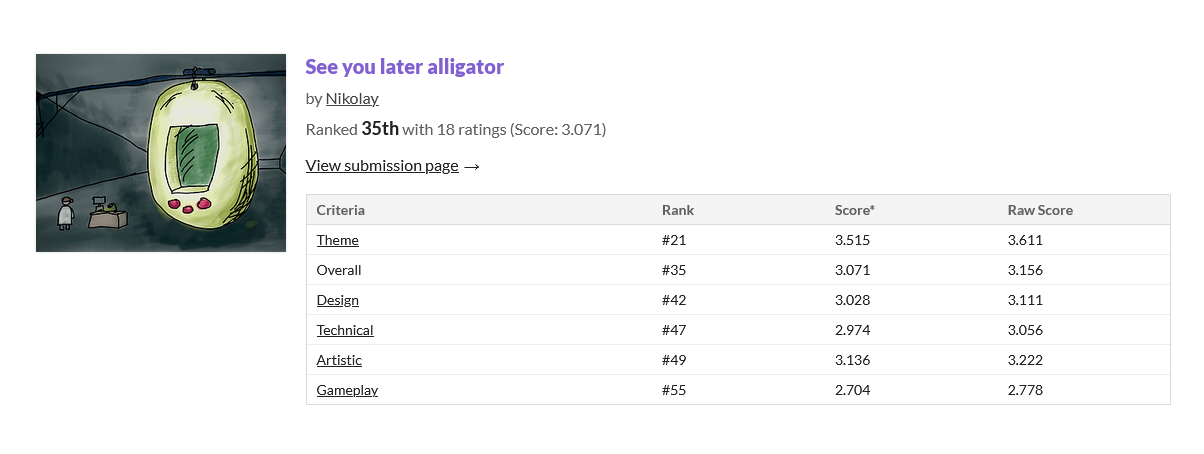 See you later alligator
by Nikolay
Ranked 35th with 18 ratings (Score: 3.071)
View submission page →
Criteria Rank Score* Raw Score
Theme #21 3.515 3.611
Overall #35 3.071 3.156
Design #42 3.028 3.111
Technical #47 2.974 3.056
Artistic #49 3.136 3.222
Gameplay #55 2.704 2.778